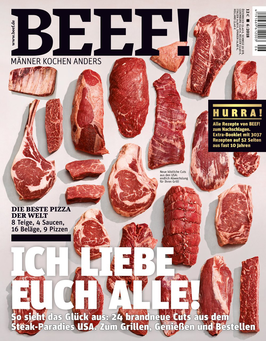 www.beef.de
BEEF!
MÄNNER KOCHEN ANDERS
HURRA!
Alle Rezepte von BEEF!
zum Nachschlagen.
Extra-Booklet mit 3037
Rezepten auf 52 Seiten
aus fast 10 Jahren
DIE BESTE PIZZA
DER WELT
8 Teige, 4 Saucen,
16 Beläge, 9 Pizzen
ICH LIEBE
EUCH ALLE!
So sieht das Glück aus: 24 brandneue Cuts aus dem
Steak-Paradies USA. Zum Grillen, Genießen und Bestellen